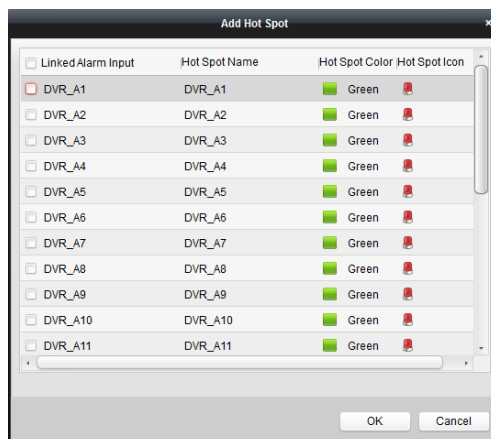 Add Hot Spot
Linked Alarm Input Hot Spot Name Hot Spot Color Hot Spot Icon
DVR_A1 DVR_A1 Green
DVR_A2 DVR_A2 Green
DVR_A3 DVR_A3 Green
DVR_A4 DVR_A4 Green
DVR_A5 DVR_A5 Green
DVR_A6 DVR_A6 Green
DVR_A7 DVR_A7 Green
DVR_A8 DVR_A8 Green
DVR_A9 DVR_A9 Green
DVR_A10 DVR_A10 Green
DVR_A11 DVR_A11 Green
OK Cancel